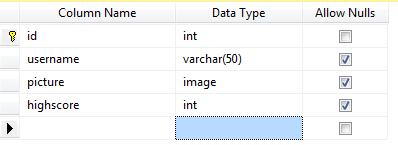 Column Name Data Type Allow Nulls
id int
username varchar(50)
picture image
highscore int